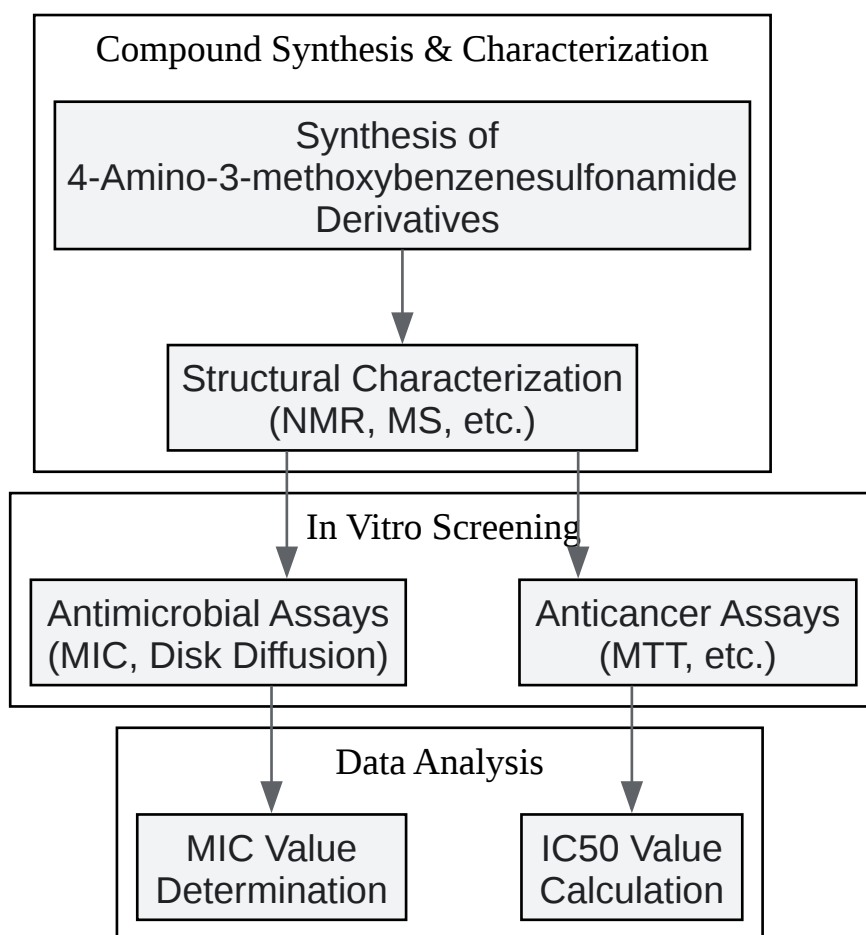 Compound Synthesis & Characterization
Synthesis of
4-Amino-3-methoxybenzenesulfonamide
Derivatives
Structural Characterization
(NMR, MS, etc.)
In Vitro Screening
Antimicrobial Assays
(MIC, Disk Diffusion)
Anticancer Assays
(MTT, etc.)
Data Analysis
MIC Value
Determination
IC50 Value
Calculation